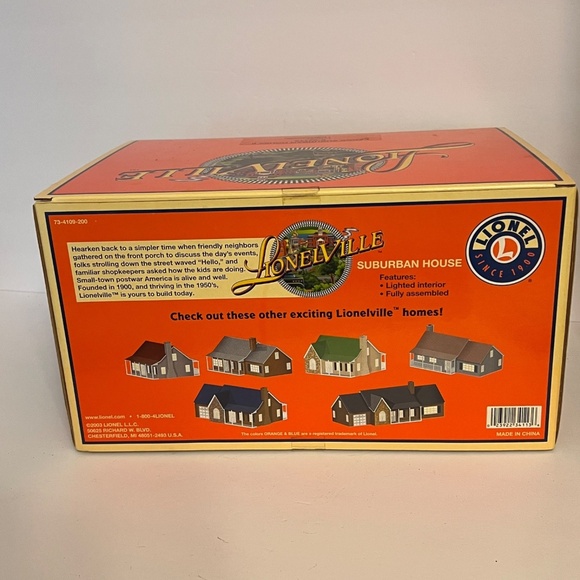 LIONELVILLE
73-4109-200
Hearken back to a simpler time when friendly neighbors
gathered on the front porch to discuss the day's events,
folks strolling down the street waved "Hello," and
familiar shopkeepers asked how the kids are doing.
Small-town postwar America is alive and well.
Founded in 1900, and thriving in the 1950's,
Lionelville™ is yours to build today.
LIONELVILLE
SUBURBAN HOUSE
Features:
• Lighted interior
• Fully assembled
LIONEL
L
SINCE 1900
®
Check out these other exciting Lionelville™ homes!
www.lionel.com • 1-800-4LIONEL
©2003 LIONEL L.L.C.
50625 RICHARD W. BLVD.
CHESTERFIELD, MI 48051-2493 U.S.A.
The colors ORANGE & BLUE are a registered trademark of Lionel.
MADE IN CHINA